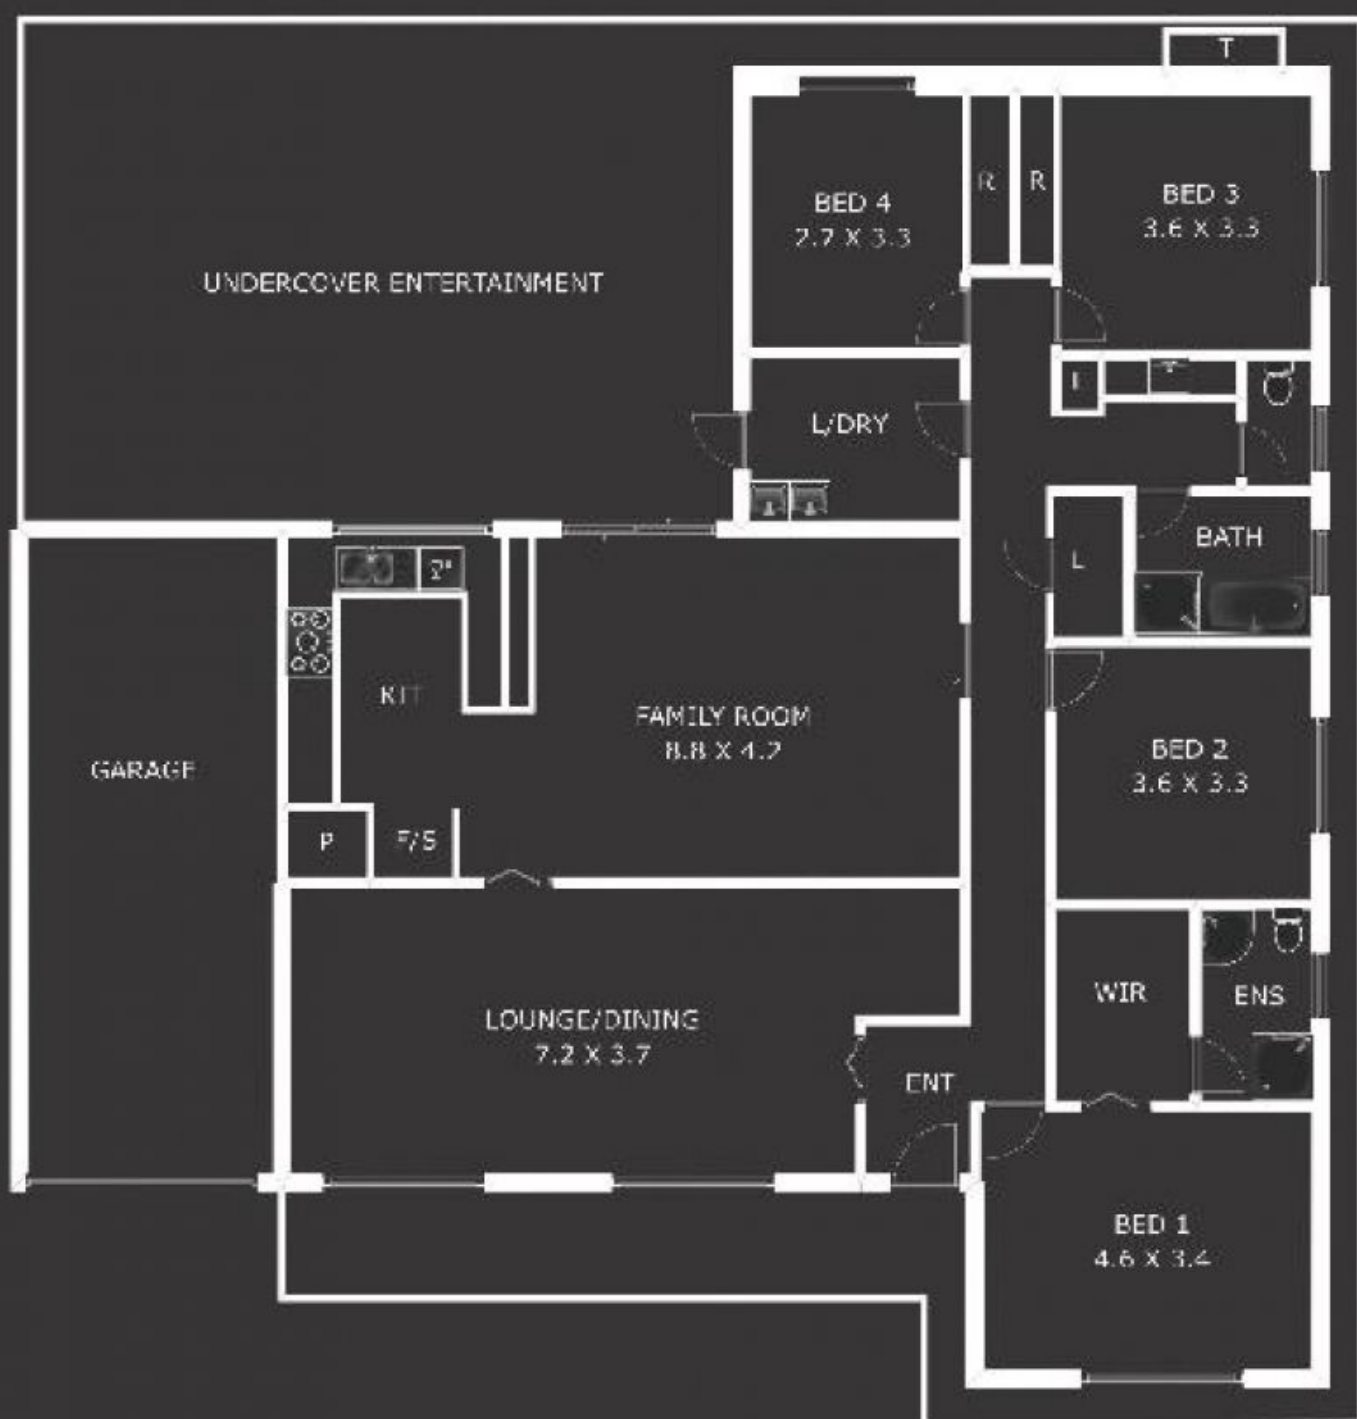 T
BED 4
2.7 X 3.3
R
R
BED 3
3.6 X 3.3
UNDERCOVER ENTERTAINMENT
L/DRY
L
BATH
KIT
FAMILY ROOM
8.8 X 4.2
GARAGE
BED 2
3.6 X 3.3
P
F/S
LOUNGE/DINING
7.2 X 3.7
WIR
ENS
ENT
BED 1
4.6 X 3.4